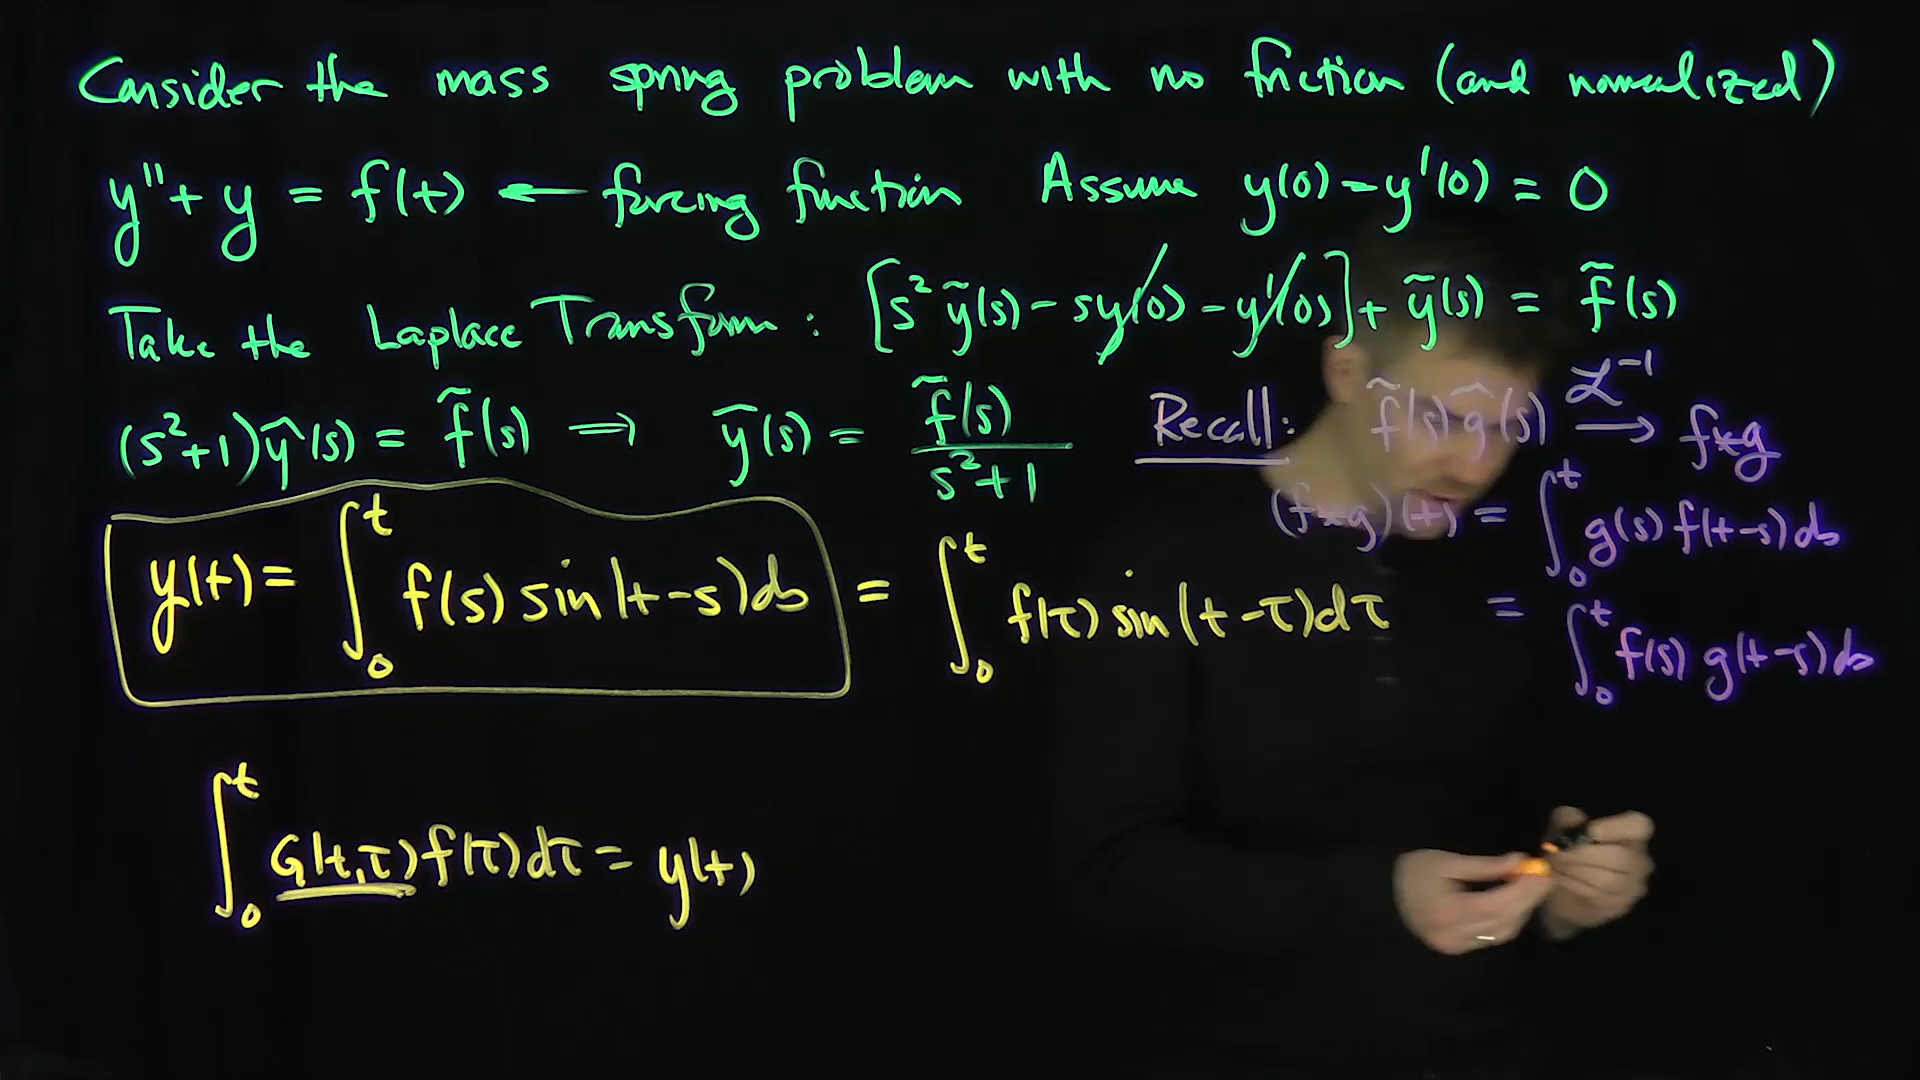 Consider the mass spring problem with no friction (and normalized)
y'' + y = f(t) ← forcing function Assume y(0) = y'(0) = 0
Take the Laplace Transform : [s² ỹ(s) - sy(0) - y'(0)] + ỹ(s) = f̃(s)
(s²+1)ỹ(s) = f̃(s) ⇒ ỹ(s) = f̃(s) / (s²+1)
Recall: f̃(s) g̃(s) ℒ⁻¹ → f*g
(f*g)(t) = ∫₀ᵗ g(s) f(t-s) ds
= ∫₀ᵗ f(s) g(t-s) ds
y(t) = ∫₀ᵗ f(s) sin(t-s) ds = ∫₀ᵗ f(τ) sin(t-τ) dτ
∫₀ᵗ G(t,τ) f(τ) dτ = y(t)